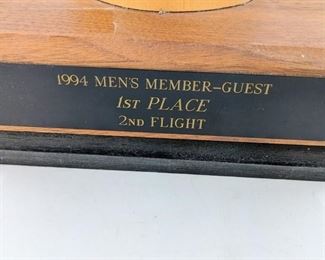 1994 MEN'S MEMBER–GUEST
1ST PLACE
2ND FLIGHT